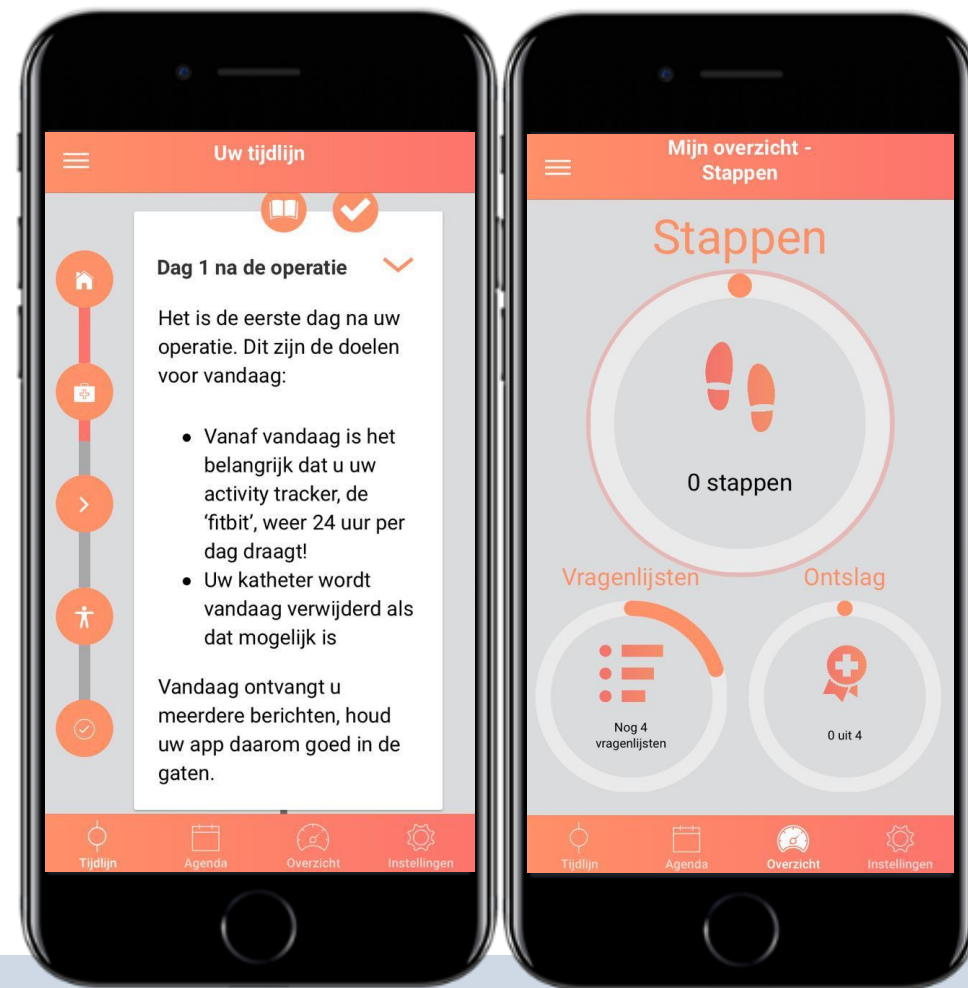 Uw tijdlijn
Dag 1 na de operatie
Het is de eerste dag na uw
operatie. Dit zijn de doelen
voor vandaag:
● Vanaf vandaag is het
belangrijk dat u uw
activity tracker, de
‘fitbit’, weer 24 uur per
dag draagt!
● Uw katheter wordt
vandaag verwijderd als
dat mogelijk is
Vandaag ontvangt u
meerdere berichten, houd
uw app daarom goed in de
gaten.
Tijdlijn Agenda Overzicht Instellingen
Mijn overzicht -
Stappen
Stappen
0 stappen
Vragenlijsten
Nog 4
vragenlijsten
Ontslag
0 uit 4
Tijdlijn Agenda Overzicht Instellingen